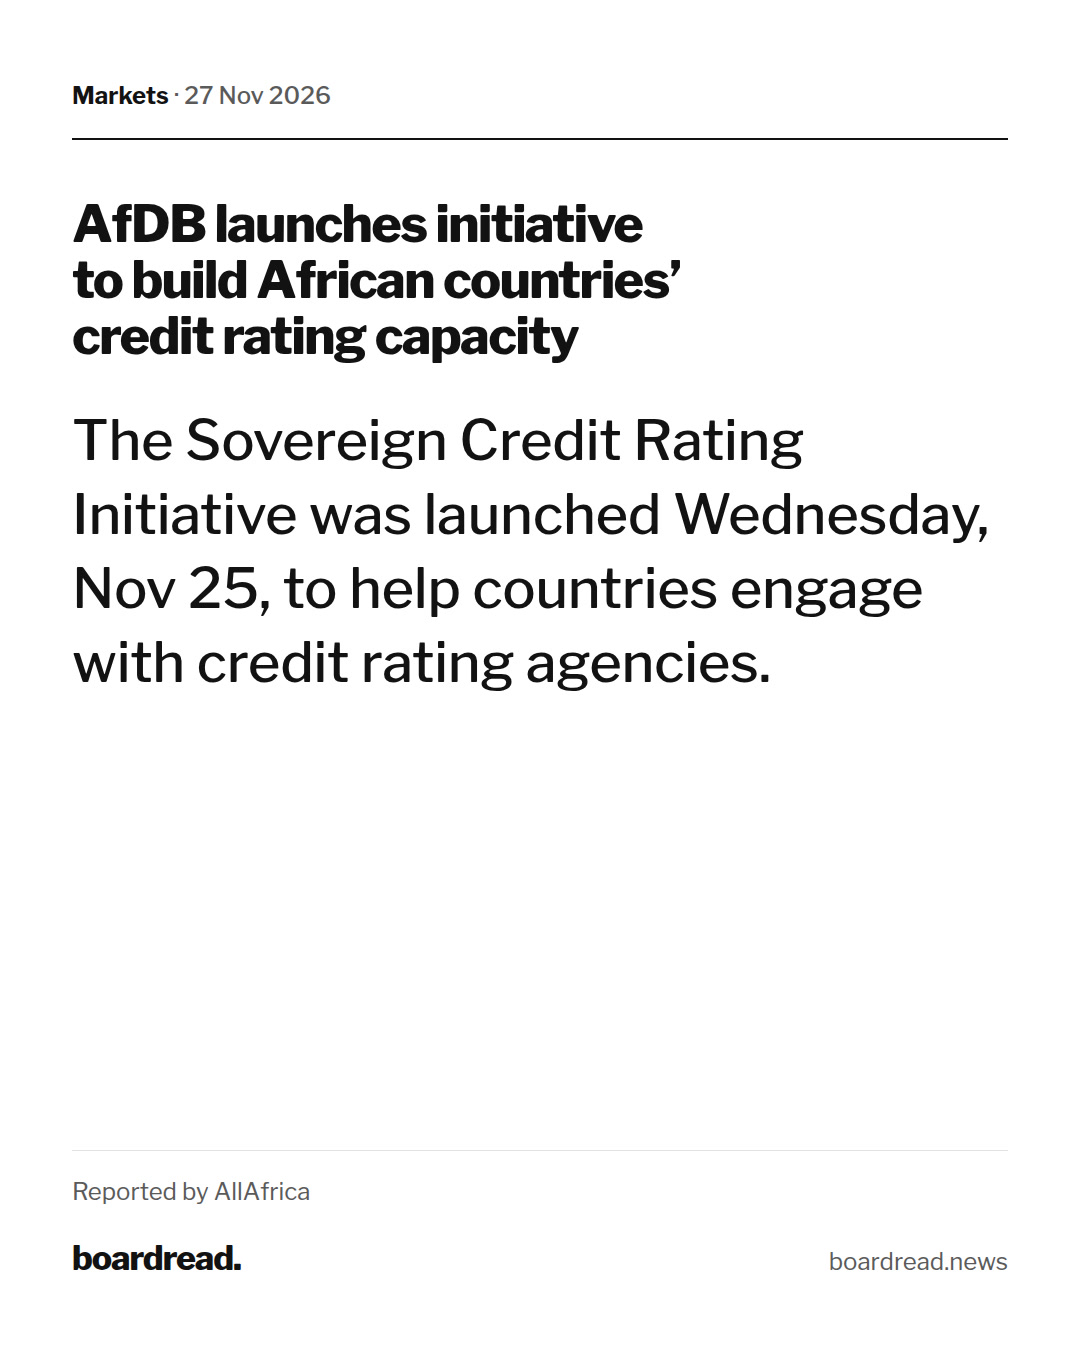 Markets · 27 Nov 2026
AfDB launches initiative
to build African countries’
credit rating capacity
The Sovereign Credit Rating
Initiative was launched Wednesday,
Nov 25, to help countries engage
with credit rating agencies.
Reported by AllAfrica
boardread.
boardread.news